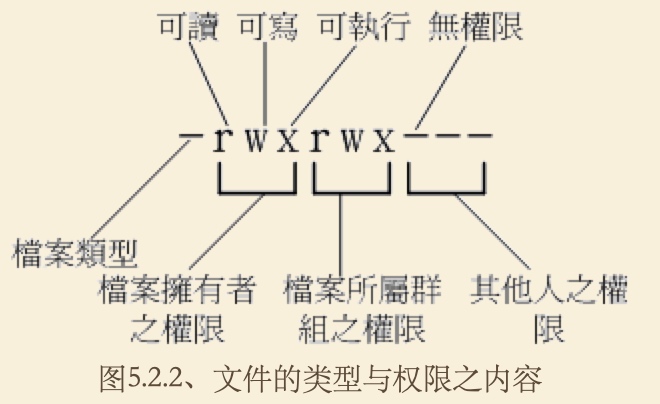 可讀 可寫 可執行 無權限
-rwxrwx---
檔案類型
檔案擁有者之權限
檔案所屬群組之權限
其他人之權限
图5.2.2、文件的类型与权限之内容